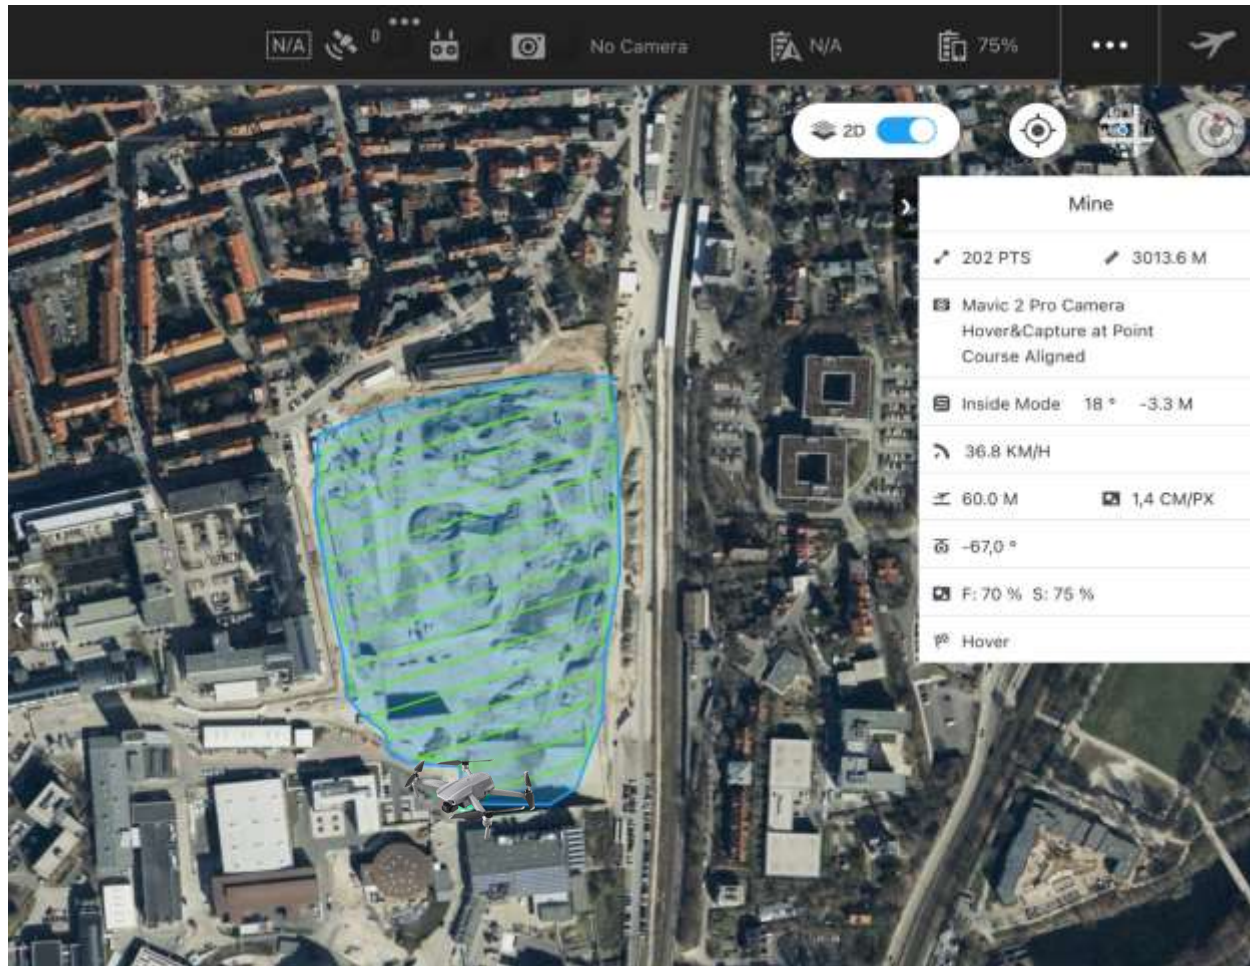 N/A
0
No Camera
N/A
75%
2D
Mine
202 PTS 3013.6 M
Mavic 2 Pro Camera
Hover&Capture at Point
Course Aligned
Inside Mode 18 ° -3.3 M
36.8 KM/H
60.0 M 1,4 CM/PX
-67,0 °
F: 70 % S: 75 %
Hover